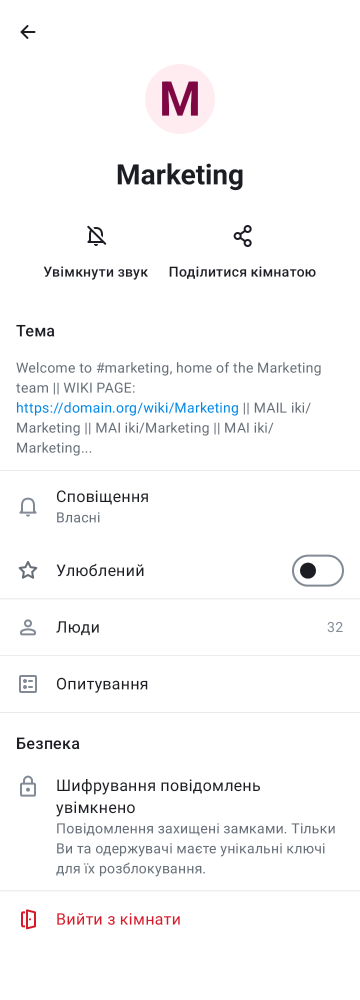 M
Marketing
Увімкнути звук
Поділитися кімнатою
Тема
Welcome to #marketing, home of the Marketing
team || WIKI PAGE:
https://domain.org/wiki/Marketing || MAIL iki/
Marketing || MAI iki/Marketing || MAI iki/
Marketing...
Сповіщення
Власні
Улюблений
Люди 32
Опитування
Безпека
Шифрування повідомлень
увімкнено
Повідомлення захищені замками. Тільки
Ви та одержувачі маєте унікальні ключі
для їх розблокування.
Вийти з кімнати